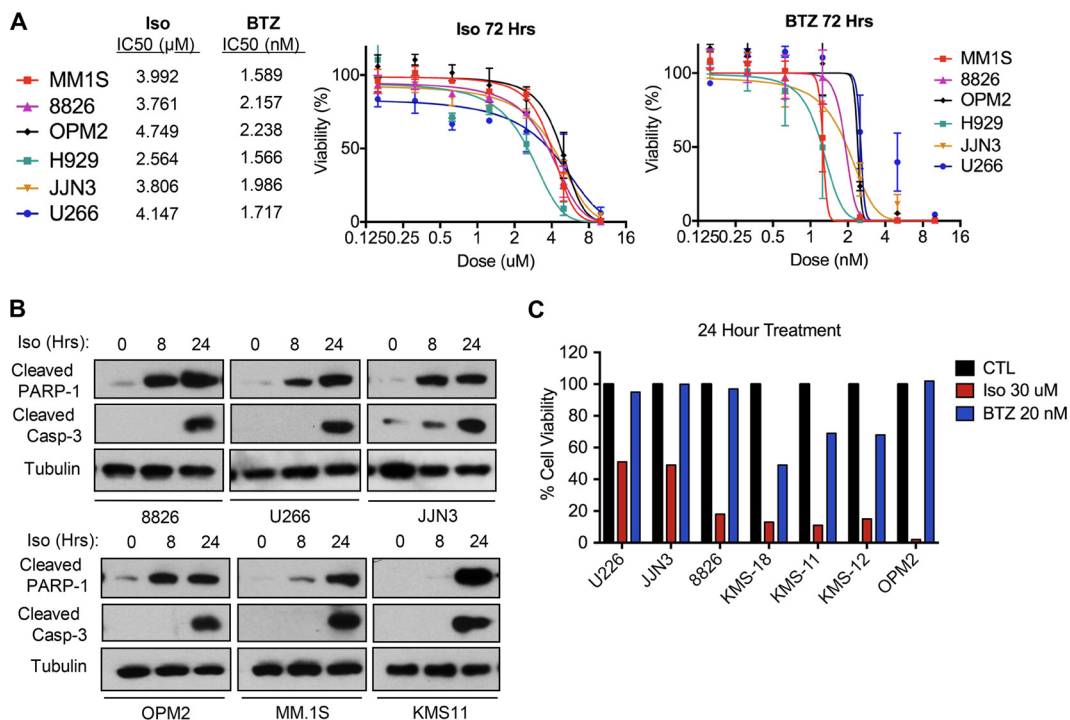 A
Iso BTZ
IC50 (µM) IC50 (nM)
MM1S 3.992 1.589
8826 3.761 2.157
OPM2 4.749 2.238
H929 2.564 1.566
JJN3 3.806 1.986
U266 4.147 1.717
Iso 72 Hrs
Viability (%)
100
50
0
0.125 0.25 0.5 1 2 4 8 16
Dose (uM)
BTZ 72 Hrs
Viability (%)
100
50
0
0.125 0.25 0.5 1 2 4 8 16
Dose (nM)
MM1S
8826
OPM2
H929
JJN3
U266
B
Iso (Hrs): 0 8 24 0 8 24 0 8 24
Cleaved
PARP-1
Cleaved
Casp-3
Tubulin
8826 U266 JJN3
Iso (Hrs): 0 8 24 0 8 24 0 8 24
Cleaved
PARP-1
Cleaved
Casp-3
Tubulin
OPM2 MM.1S KMS11
C
24 Hour Treatment
% Cell Viability
120
100
80
60
40
20
0
U226 JJN3 8826 KMS-18 KMS-11 KMS-12 OPM2
CTL
Iso 30 uM
BTZ 20 nM